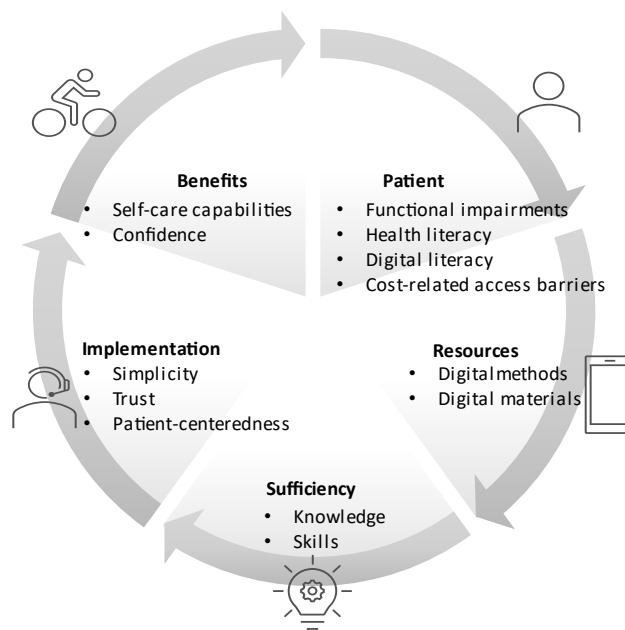 Benefits
• Self-care capabilities
• Confidence
Patient
• Functional impairments
• Health literacy
• Digital literacy
• Cost-related access barriers
Resources
• Digitalmethods
• Digital materials
Sufficiency
• Knowledge
• Skills
Implementation
• Simplicity
• Trust
• Patient-centeredness